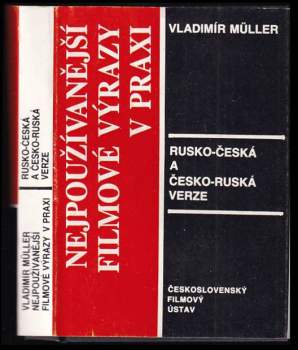 VLADIMÍR MÜLLER
NEJPOUŽÍVANĚJŠÍ
FILMOVÉ VÝRAZY
V PRAXI
RUSKO-ČESKÁ
A
ČESKO-RUSKÁ
VERZE
ČESKOSLOVENSKÝ
FILMOVÝ
ÚSTAV
RUSKO-ČESKÁ
A ČESKO-RUSKÁ
VERZE
VLADIMÍR MÜLLER
NEJPOUŽÍVANĚJŠÍ
FILMOVÉ VÝRAZY V PRAXI